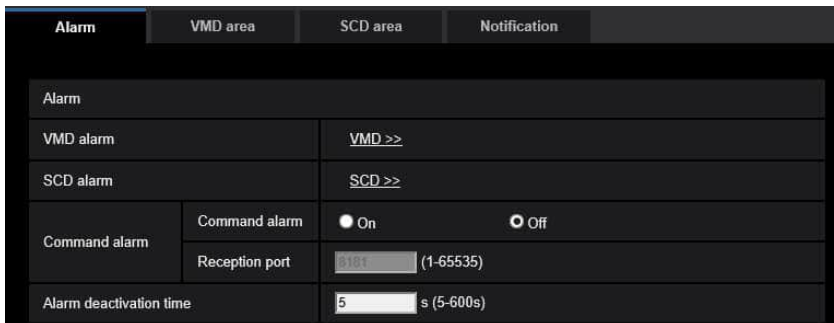 Alarm VMD area SCD area Notification
Alarm
VMD alarm VMD >>
SCD alarm SCD >>
Command alarm
Command alarm On Off
Reception port 8181 (1-65535)
Alarm deactivation time 5 s (5-600s)